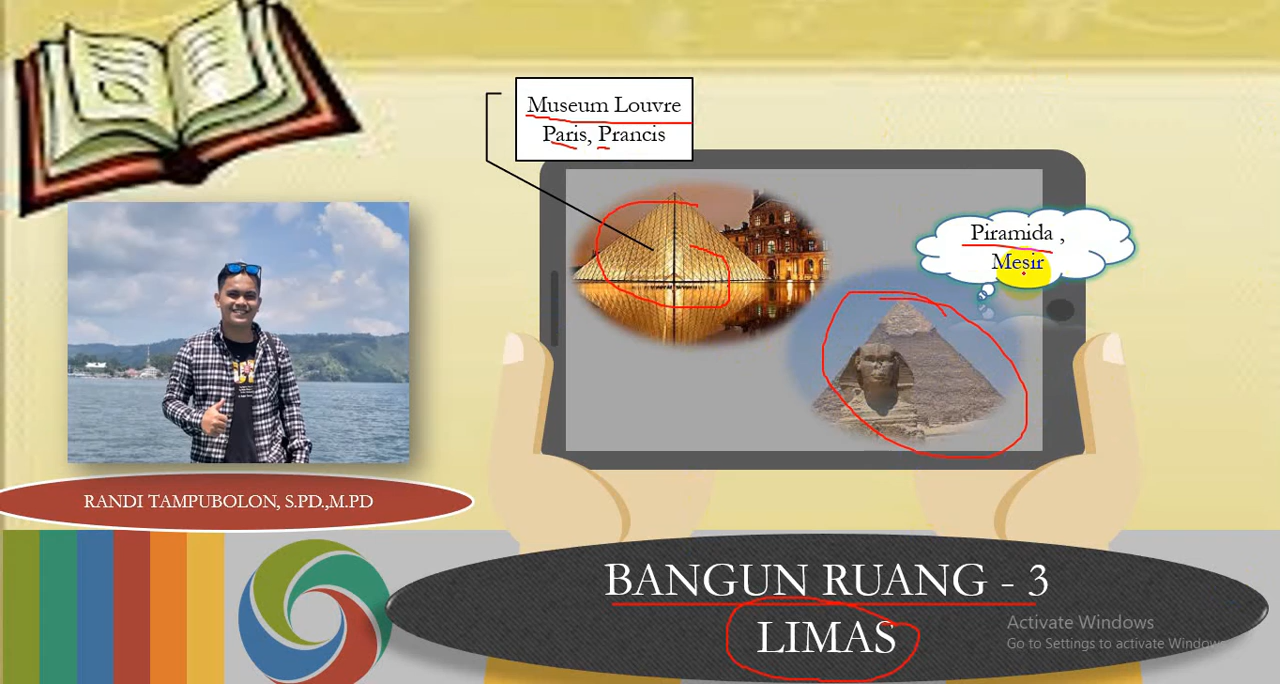 Museum Louvre
Paris, Prancis
Piramida ,
Mesir
RANDI TAMPUBOLON, S.PD.,M.PD
BANGUN RUANG - 3
LIMAS
Activate Windows
Go to Settings to activate Windows.